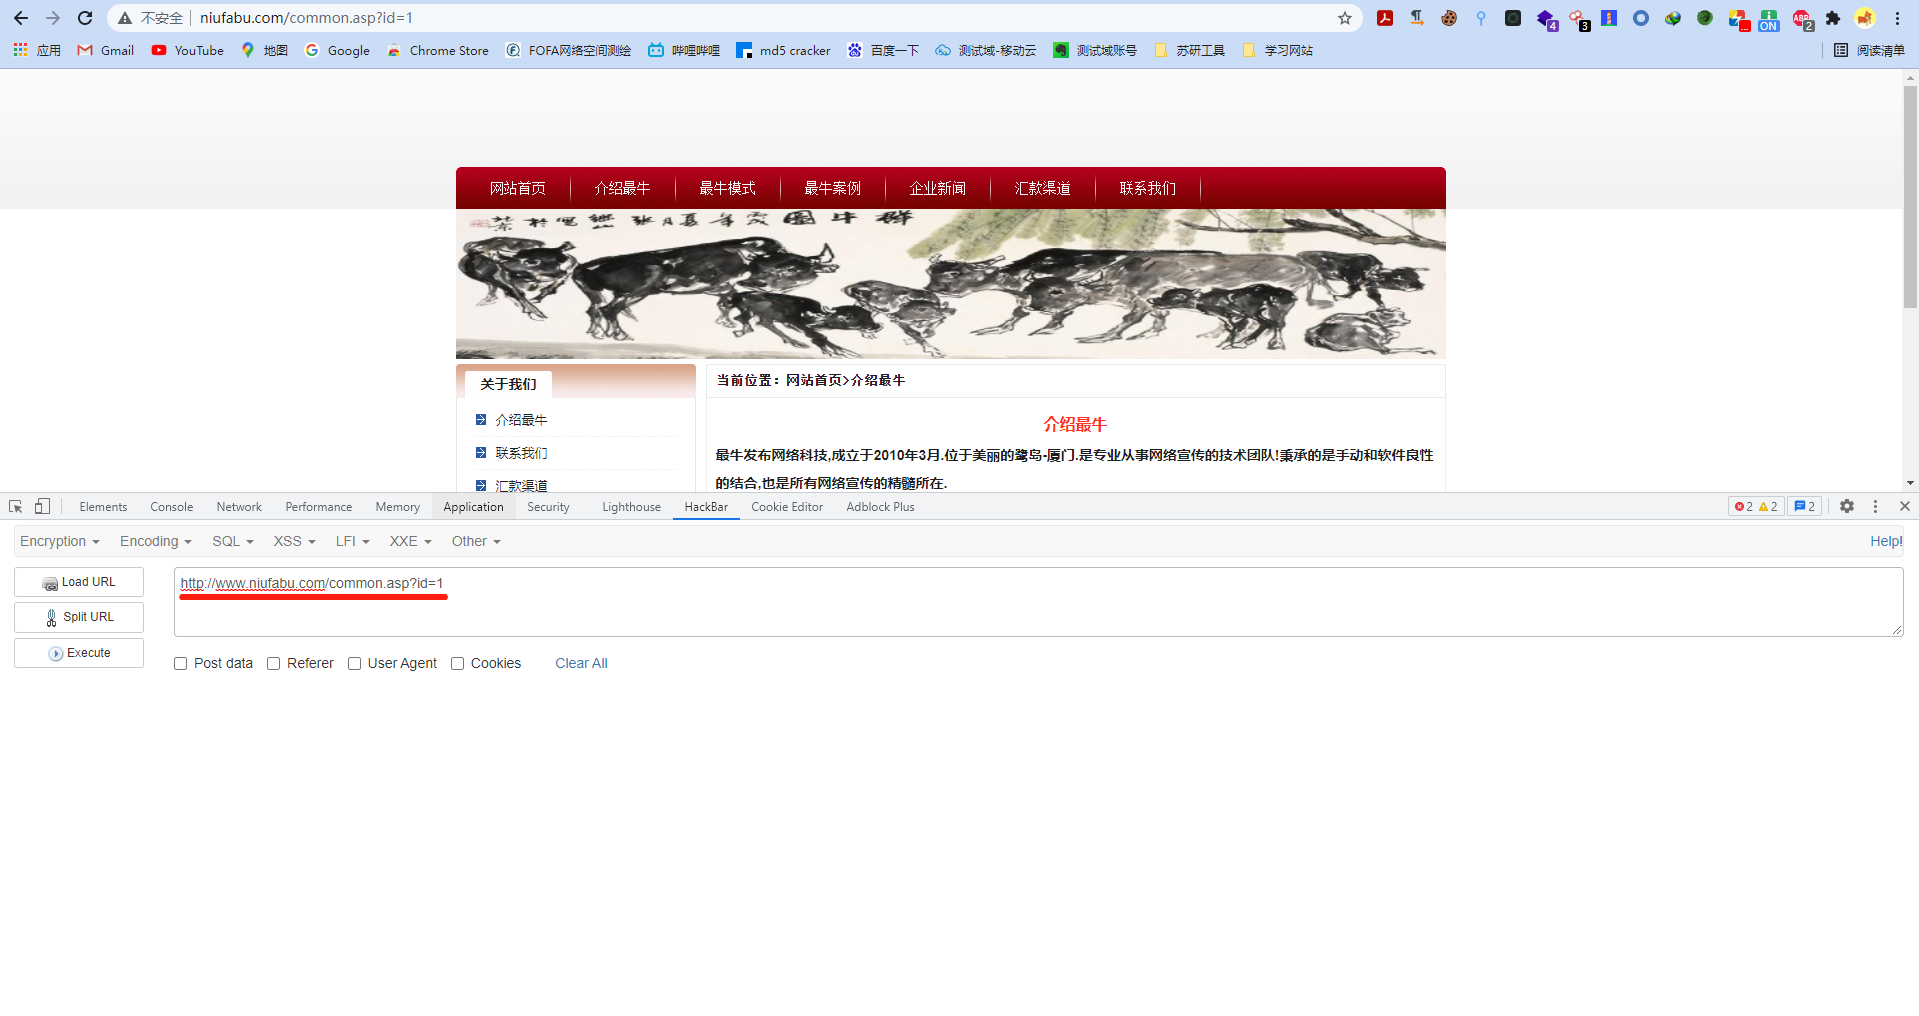 不安全 niufabu.com/common.asp?id=1
4 3 ... ON ABP 2
应用 Gmail YouTube 地图 Google Chrome Store FOFA网络空间测绘 哔哩哔哩 md5 cracker 百度一下 测试域-移动云 测试域账号 苏研工具 学习网站 阅读清单
网站首页 介绍最牛 最牛模式 最牛案例 企业新闻 汇款渠道 联系我们
群牛图
关于我们
介绍最牛
联系我们
汇款渠道
当前位置：网站首页>介绍最牛
介绍最牛
最牛发布网络科技,成立于2010年3月.位于美丽的鹭岛-厦门.是专业从事网络宣传的技术团队!秉承的是手动和软件良性
的结合,也是所有网络宣传的精髓所在.
Elements Console Network Performance Memory Application Security Lighthouse HackBar Cookie Editor Adblock Plus 2 2 2
Encryption Encoding SQL XSS LFI XXE Other Help!
Load URL
Split URL
Execute
http://www.niufabu.com/common.asp?id=1
Post data Referer User Agent Cookies Clear All